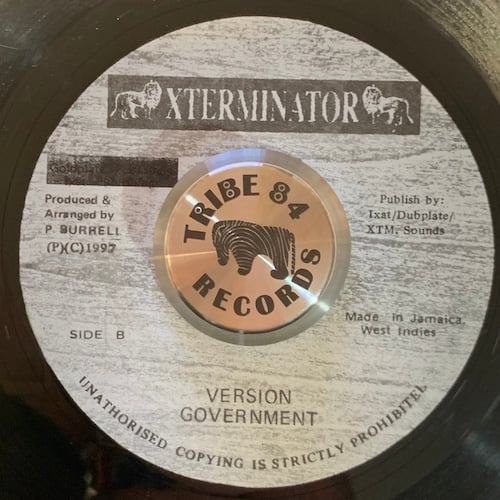 XTERMINATOR
Produced &
Arranged by
P. BURRELL
(P)(C)1997
TRIBE 84
RECORDS
Publish by:
Ixat/Dubplate/
XTM, Sounds
SIDE B
Made in Jamaica,
West Indies
VERSION
GOVERNMENT
UNATHORISED COPYING IS STRICTLY PROHIBITED